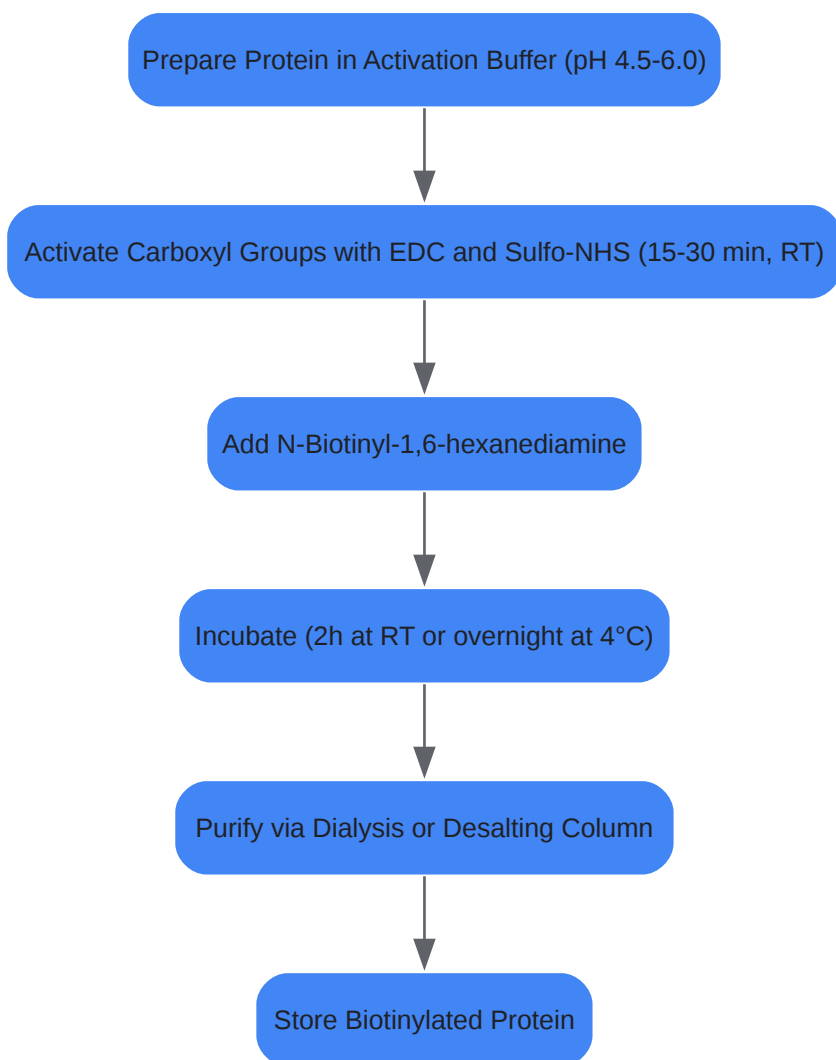 Prepare Protein in Activation Buffer (pH 4.5-6.0)
Activate Carboxyl Groups with EDC and Sulfo-NHS (15-30 min, RT)
Add N-Biotinyl-1,6-hexanediamine
Incubate (2h at RT or overnight at 4°C)
Purify via Dialysis or Desalting Column
Store Biotinylated Protein